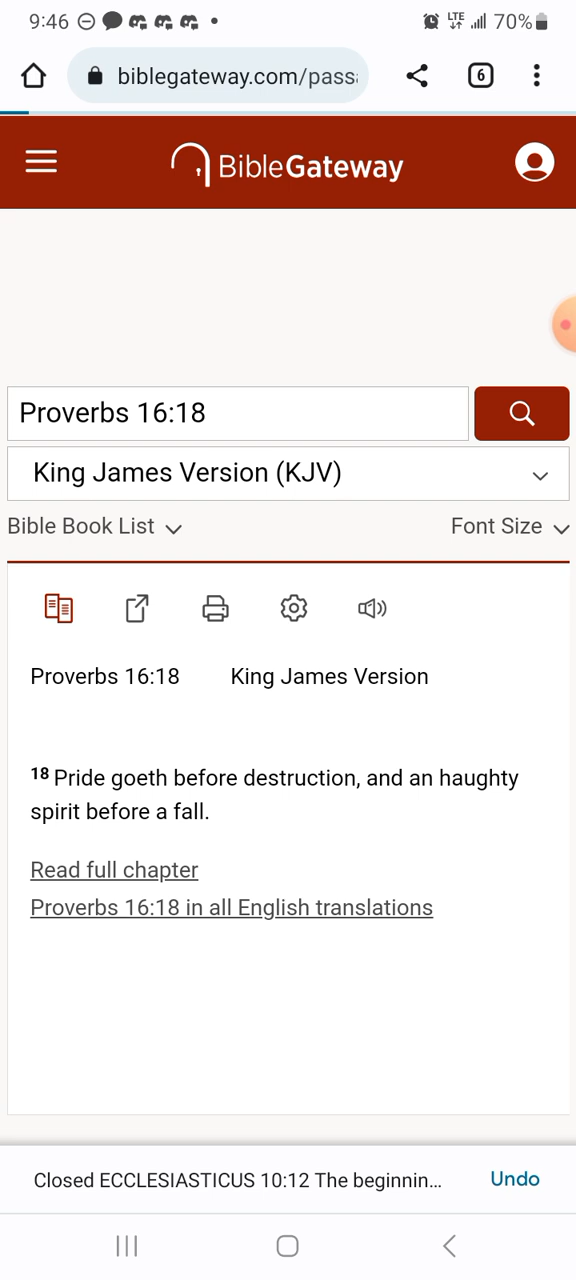 9:46 LTE 70%
biblegateway.com/pass 6
BibleGateway
Proverbs 16:18
King James Version (KJV)
Bible Book List Font Size
Proverbs 16:18 King James Version
18 Pride goeth before destruction, and an haughty
spirit before a fall.
Read full chapter
Proverbs 16:18 in all English translations
Closed ECCLESIASTICUS 10:12 The beginnin... Undo